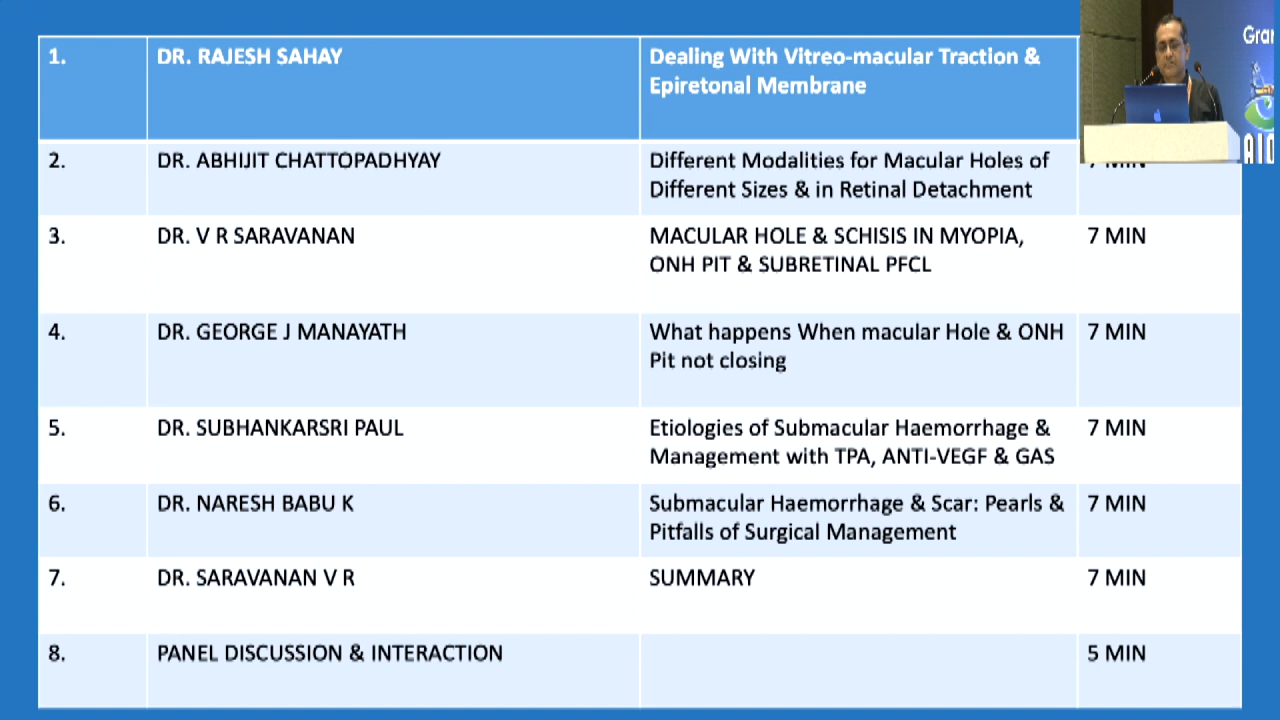 1. DR. RAJESH SAHAY Dealing With Vitreo-macular Traction &
Epiretonal Membrane
2. DR. ABHIJIT CHATTOPADHYAY Different Modalities for Macular Holes of 7 MIN
Different Sizes & in Retinal Detachment
3. DR. V R SARAVANAN MACULAR HOLE & SCHISIS IN MYOPIA, 7 MIN
ONH PIT & SUBRETINAL PFCL
4. DR. GEORGE J MANAYATH What happens When macular Hole & ONH 7 MIN
Pit not closing
5. DR. SUBHANKARSRI PAUL Etiologies of Submacular Haemorrhage & 7 MIN
Management with TPA, ANTI-VEGF & GAS
6. DR. NARESH BABU K Submacular Haemorrhage & Scar: Pearls & 7 MIN
Pitfalls of Surgical Management
7. DR. SARAVANAN V R SUMMARY 7 MIN
8. PANEL DISCUSSION & INTERACTION 5 MIN